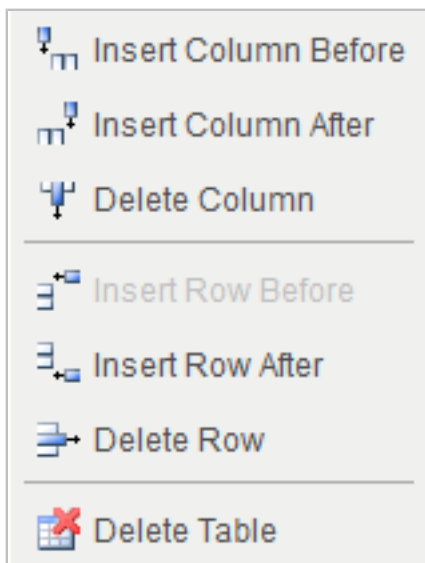 Insert Column Before
Insert Column After
Delete Column
Insert Row Before
Insert Row After
Delete Row
Delete Table